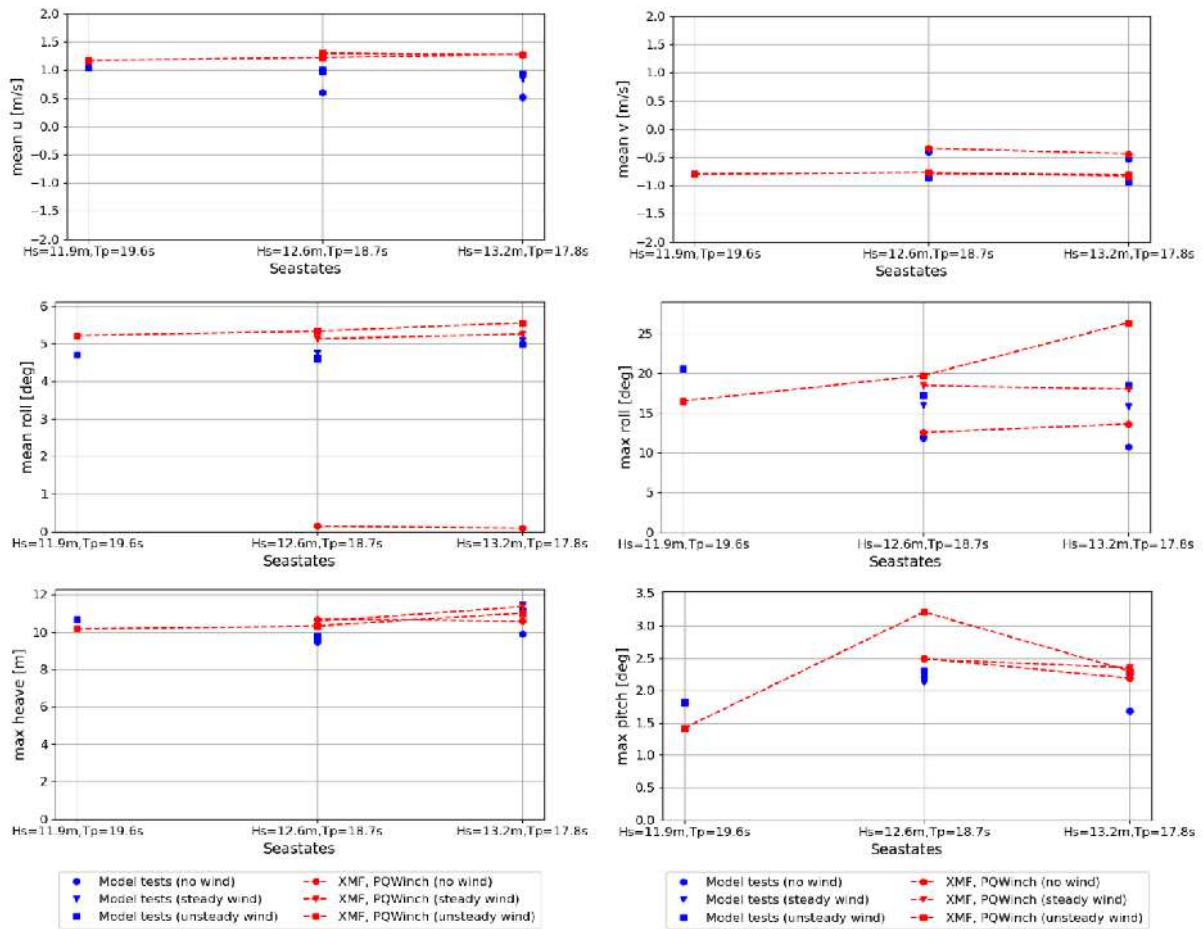 2.0
1.5
1.0
0.5
0.0
−0.5
−1.0
−1.5
−2.0
mean u [m/s]
Hs=11.9m,Tp=19.6s
Hs=12.6m,Tp=18.7s
Hs=13.2m,Tp=17.8s
Seastates
2.0
1.5
1.0
0.5
0.0
−0.5
−1.0
−1.5
−2.0
mean v [m/s]
Hs=11.9m,Tp=19.6s
Hs=12.6m,Tp=18.7s
Hs=13.2m,Tp=17.8s
Seastates
6
5
4
3
2
1
0
mean roll [deg]
Hs=11.9m,Tp=19.6s
Hs=12.6m,Tp=18.7s
Hs=13.2m,Tp=17.8s
Seastates
25
20
15
10
5
0
max roll [deg]
Hs=11.9m,Tp=19.6s
Hs=12.6m,Tp=18.7s
Hs=13.2m,Tp=17.8s
Seastates
12
10
8
6
4
2
0
max heave [m]
Hs=11.9m,Tp=19.6s
Hs=12.6m,Tp=18.7s
Hs=13.2m,Tp=17.8s
Seastates
3.5
3.0
2.5
2.0
1.5
1.0
0.5
0.0
max pitch [deg]
Hs=11.9m,Tp=19.6s
Hs=12.6m,Tp=18.7s
Hs=13.2m,Tp=17.8s
Seastates
Model tests (no wind)
Model tests (steady wind)
Model tests (unsteady wind)
XMF, PQWinch (no wind)
XMF, PQWinch (steady wind)
XMF, PQWinch (unsteady wind)
Model tests (no wind)
Model tests (steady wind)
Model tests (unsteady wind)
XMF, PQWinch (no wind)
XMF, PQWinch (steady wind)
XMF, PQWinch (unsteady wind)